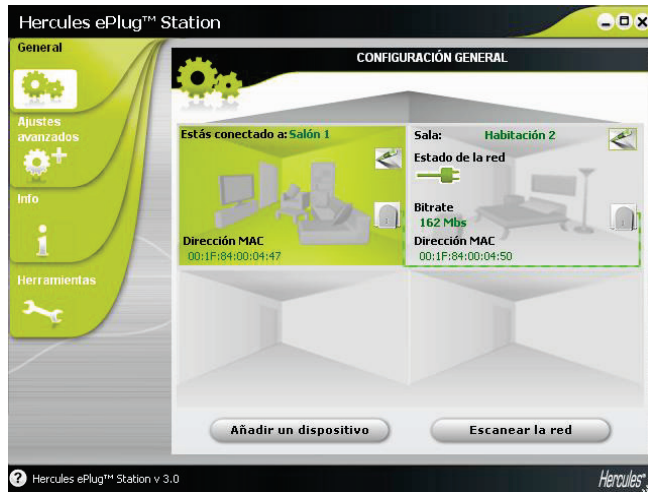 Hercules ePlug™ Station
General
Ajustes
avanzados
Info
Herramientas
CONFIGURACIÓN GENERAL
Estás conectado a: Salón 1
Dirección MAC
00:1F:84:00:04:47
Sala: Habitación 2
Estado de la red
Bitrate
162 Mbs
Dirección MAC
00:1F:84:00:04:50
Añadir un dispositivo
Escanear la red
? Hercules ePlug™ Station v 3.0
Hercules